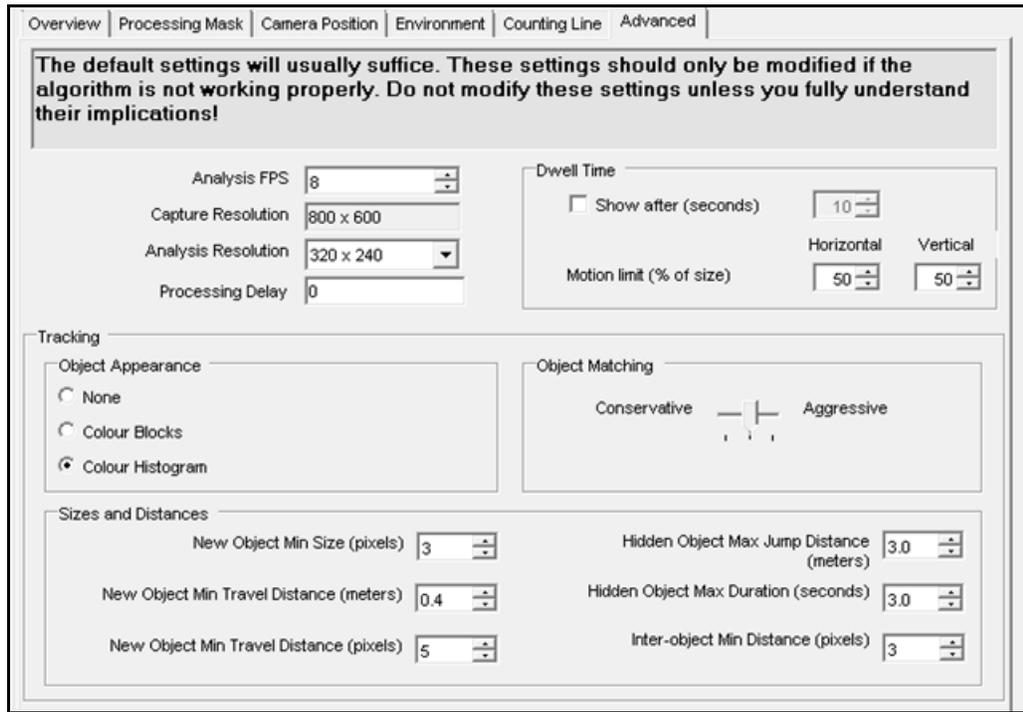 Overview Processing Mask Camera Position Environment Counting Line Advanced
The default settings will usually suffice. These settings should only be modified if the
algorithm is not working properly. Do not modify these settings unless you fully understand
their implications!
Analysis FPS 8
Capture Resolution 800 x 600
Analysis Resolution 320 x 240
Processing Delay 0
Dwell Time
Show after (seconds) 10
Horizontal Vertical
Motion limit (% of size) 50 50
Tracking
Object Appearance
None
Colour Blocks
Colour Histogram
Object Matching
Conservative Aggressive
Sizes and Distances
New Object Min Size (pixels) 3
New Object Min Travel Distance (meters) 0.4
New Object Min Travel Distance (pixels) 5
Hidden Object Max Jump Distance
(meters) 3.0
Hidden Object Max Duration (seconds) 3.0
Inter-object Min Distance (pixels) 3